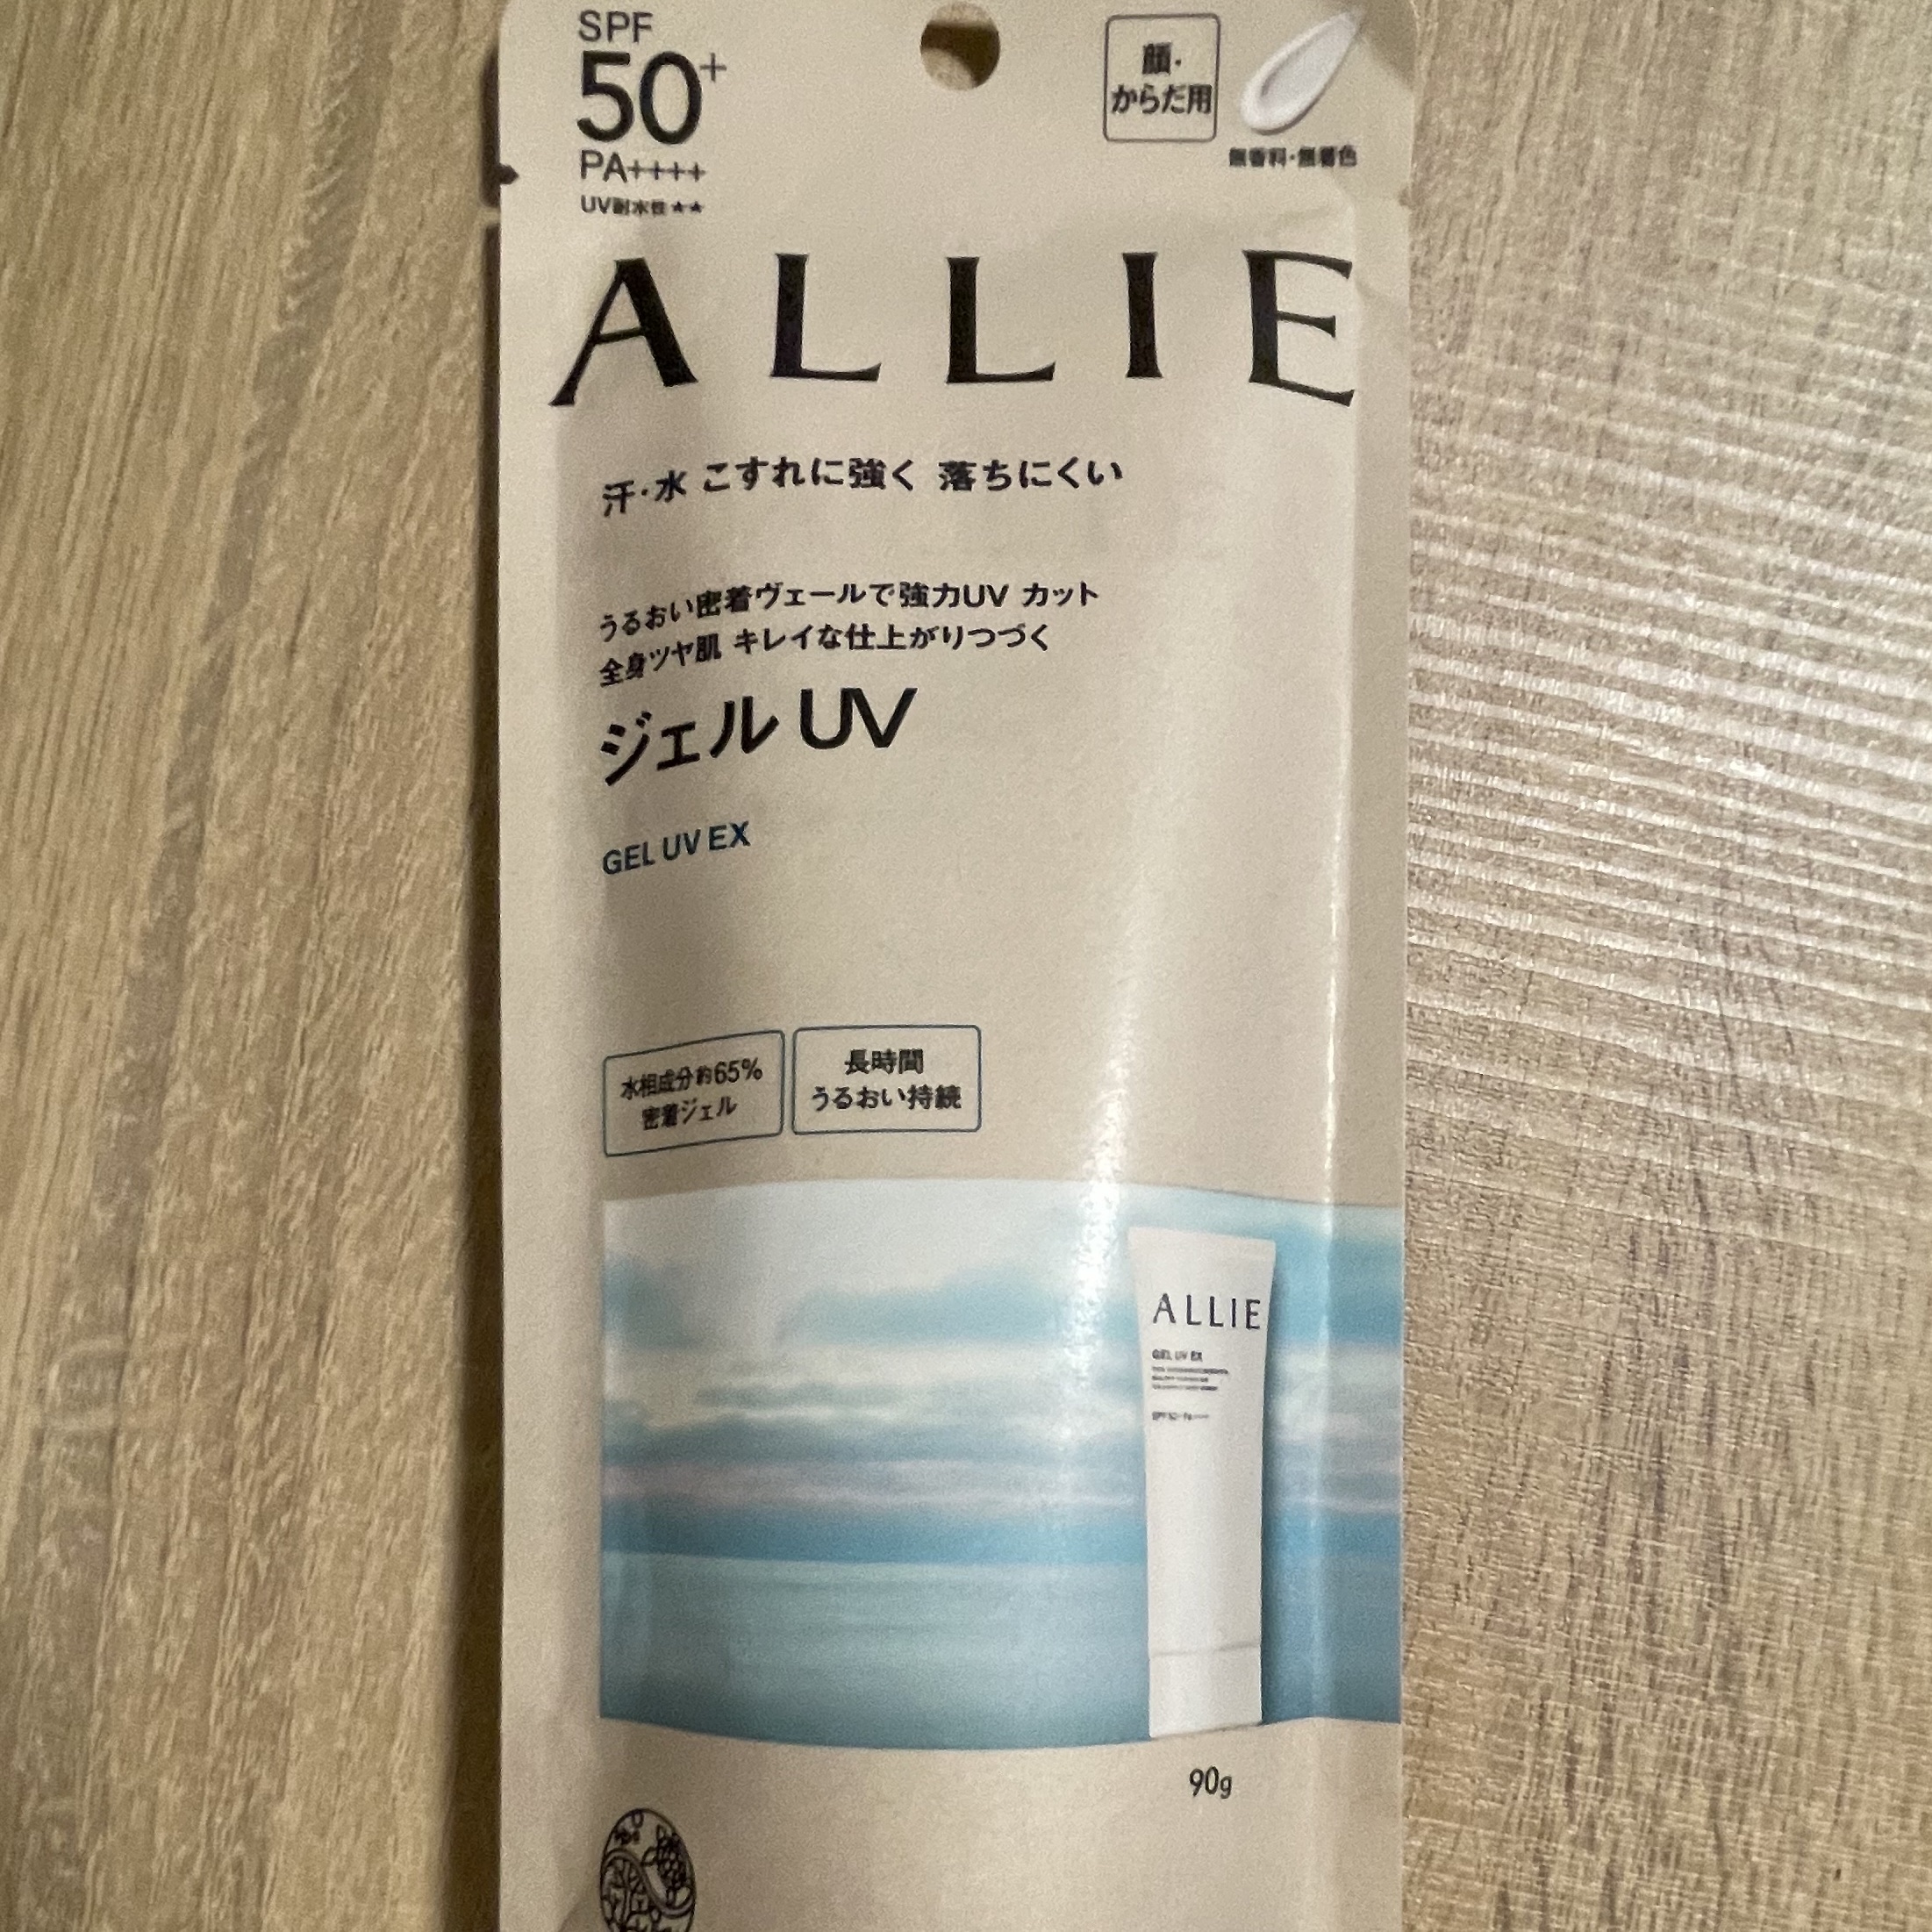 SPF
50+
PA++++
UV耐水性★★
顔・
からだ用
無香料・無着色
ALLIE
汗・水 こすれに強く 落ちにくい
うるおい密着ヴェールで強力UV カット
全身ツヤ肌 キレイな仕上がりつづく
ジェル UV
GEL UV EX
水相成分約65%
密着ジェル
長時間
うるおい持続
ALLIE
GEL UV EX
90g